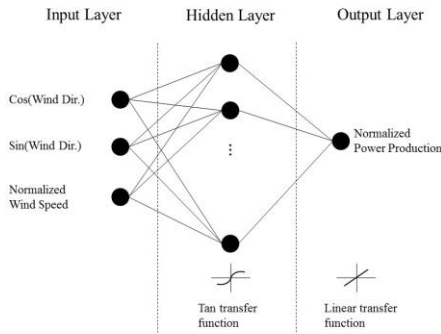 Input Layer
Hidden Layer
Output Layer
Cos(Wind Dir.)
Sin(Wind Dir.)
Normalized
Wind Speed
...
Normalized
Power Production
Tan transfer
function
Linear transfer
function